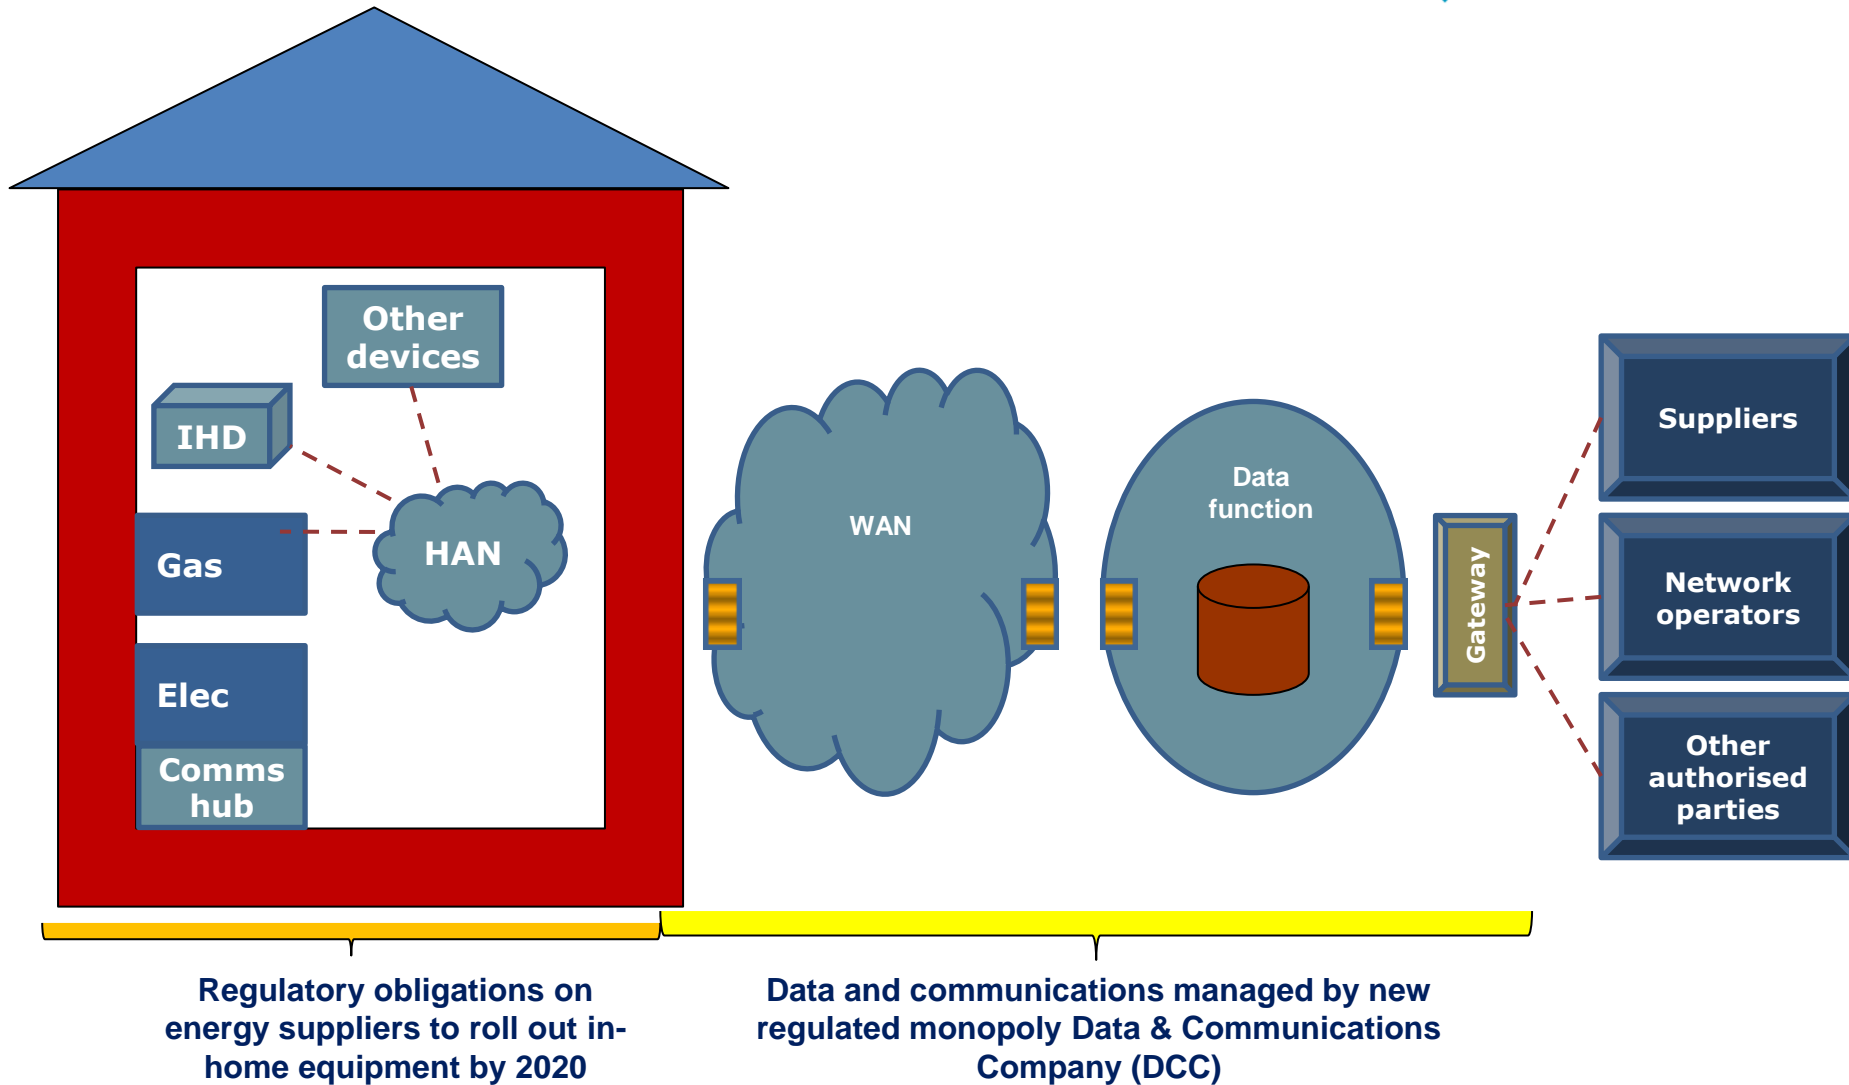 Other
devices
IHD
HAN
Gas
Elec
Comms
hub
WAN
Data
function
Gateway
Suppliers
Network
operators
Other
authorised
parties
Regulatory obligations on
energy suppliers to roll out in-
home equipment by 2020
Data and communications managed by new
regulated monopoly Data & Communications
Company (DCC)